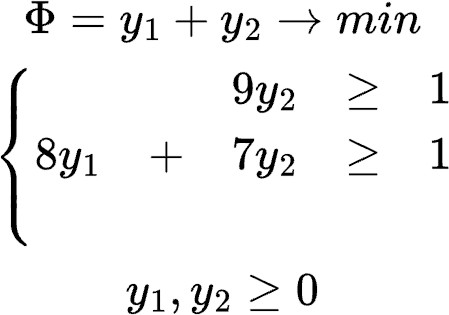 Φ = y₁ + y₂ → min
9y₂ ≥ 1
8y₁ + 7y₂ ≥ 1
y₁, y₂ ≥ 0